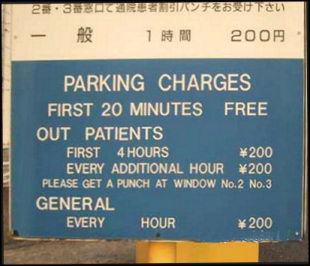 2番・3番窓口で通院患者割引パンチをお受け下さい
一般 1時間 200円
PARKING CHARGES
FIRST 20 MINUTES FREE
OUT PATIENTS
FIRST 4HOURS ¥200
EVERY ADDITIONAL HOUR ¥200
PLEASE GET A PUNCH AT WINDOW No.2 No.3
GENERAL
EVERY HOUR ¥200